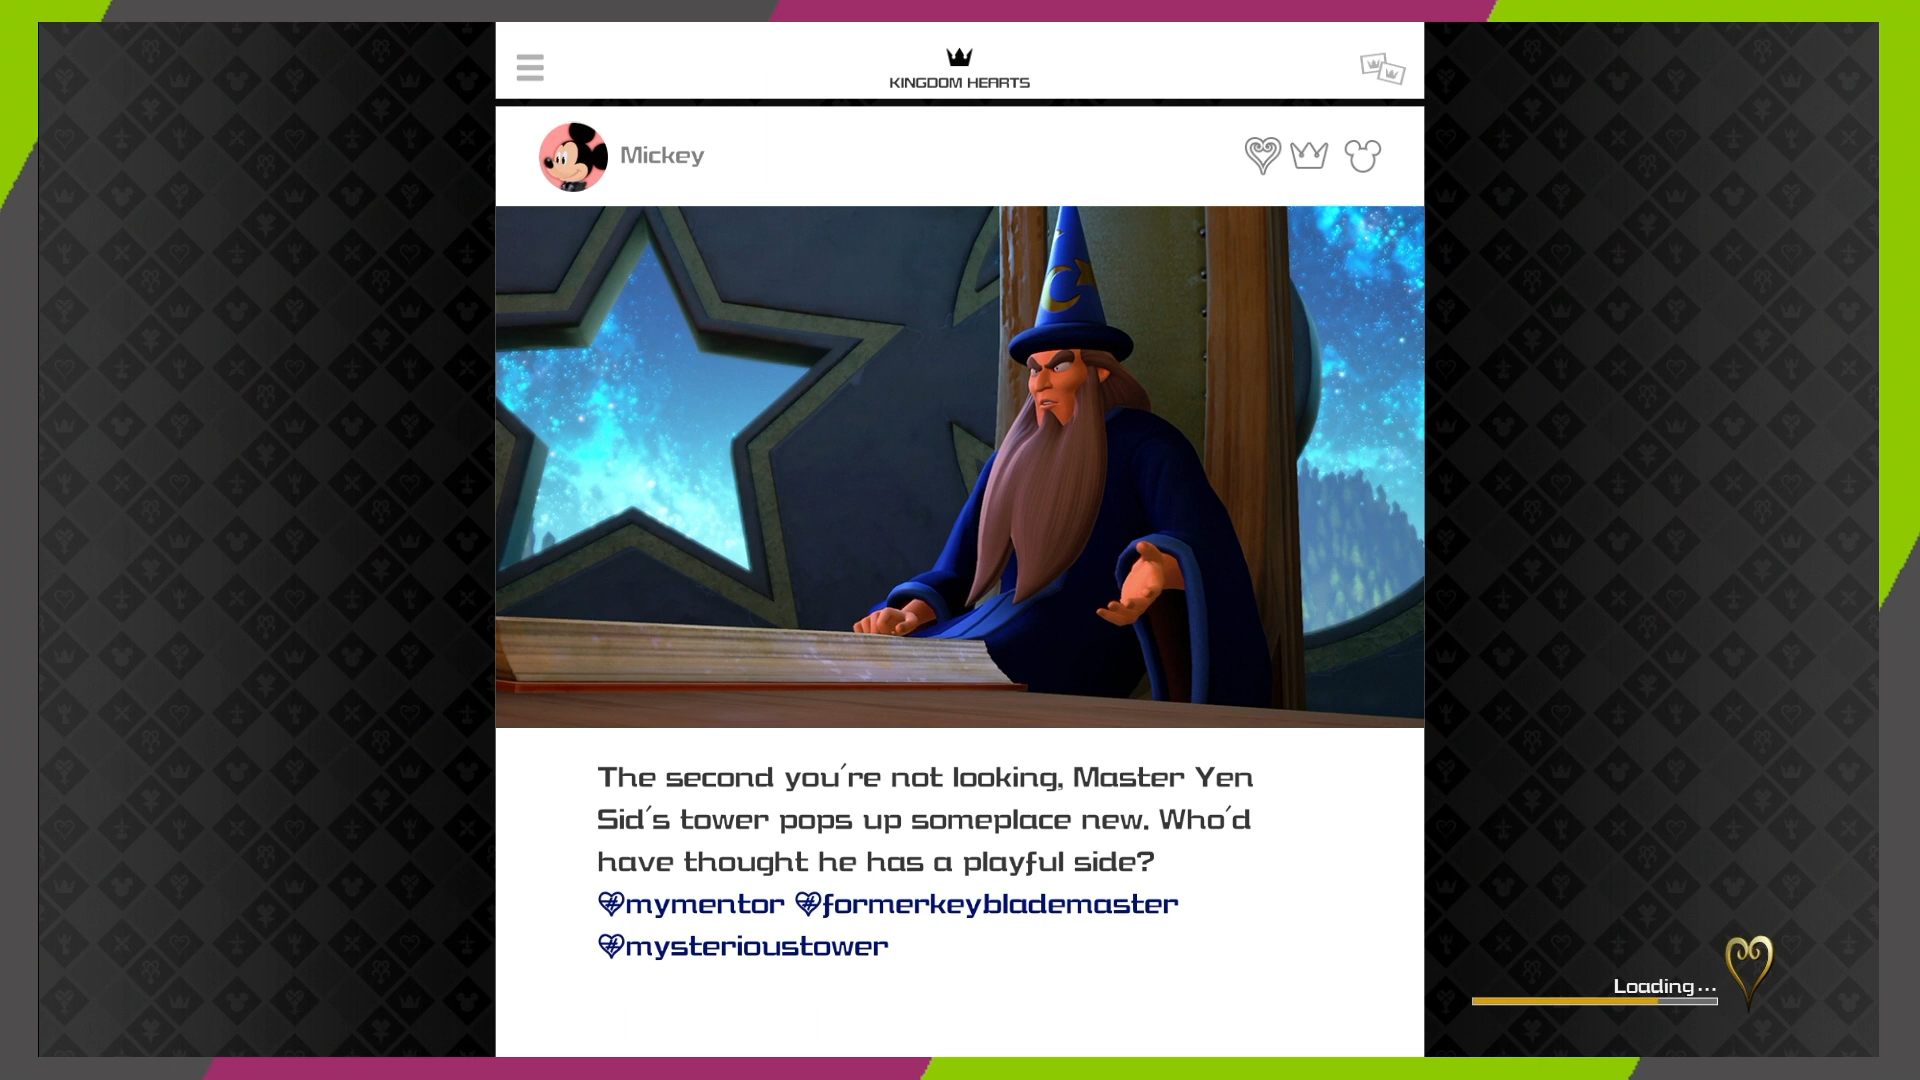 KINGDOM HEARTS
Mickey
The second you're not looking, Master Yen
Sid's tower pops up someplace new. Who'd
have thought he has a playful side?
#mymentor #formerkeyblademaster
#mysterioustower
Loading...